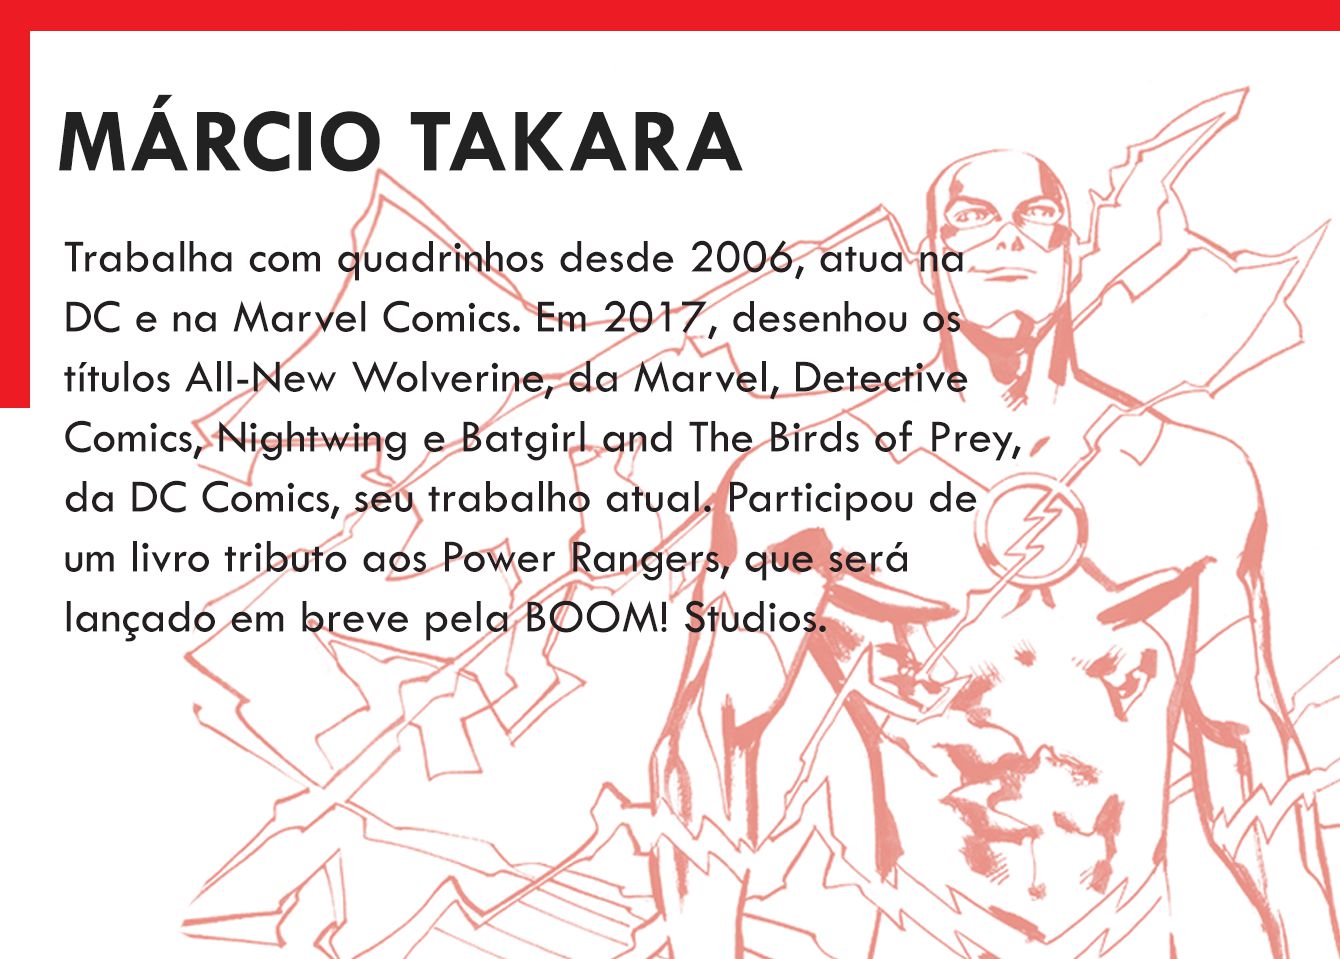 MÁRCIO TAKARA
Trabalha com quadrinhos desde 2006, atua na
DC e na Marvel Comics. Em 2017, desenhou os
títulos All-New Wolverine, da Marvel, Detective
Comics, Nightwing e Batgirl and The Birds of Prey,
da DC Comics, seu trabalho atual. Participou de
um livro tributo aos Power Rangers, que será
lançado em breve pela BOOM! Studios.